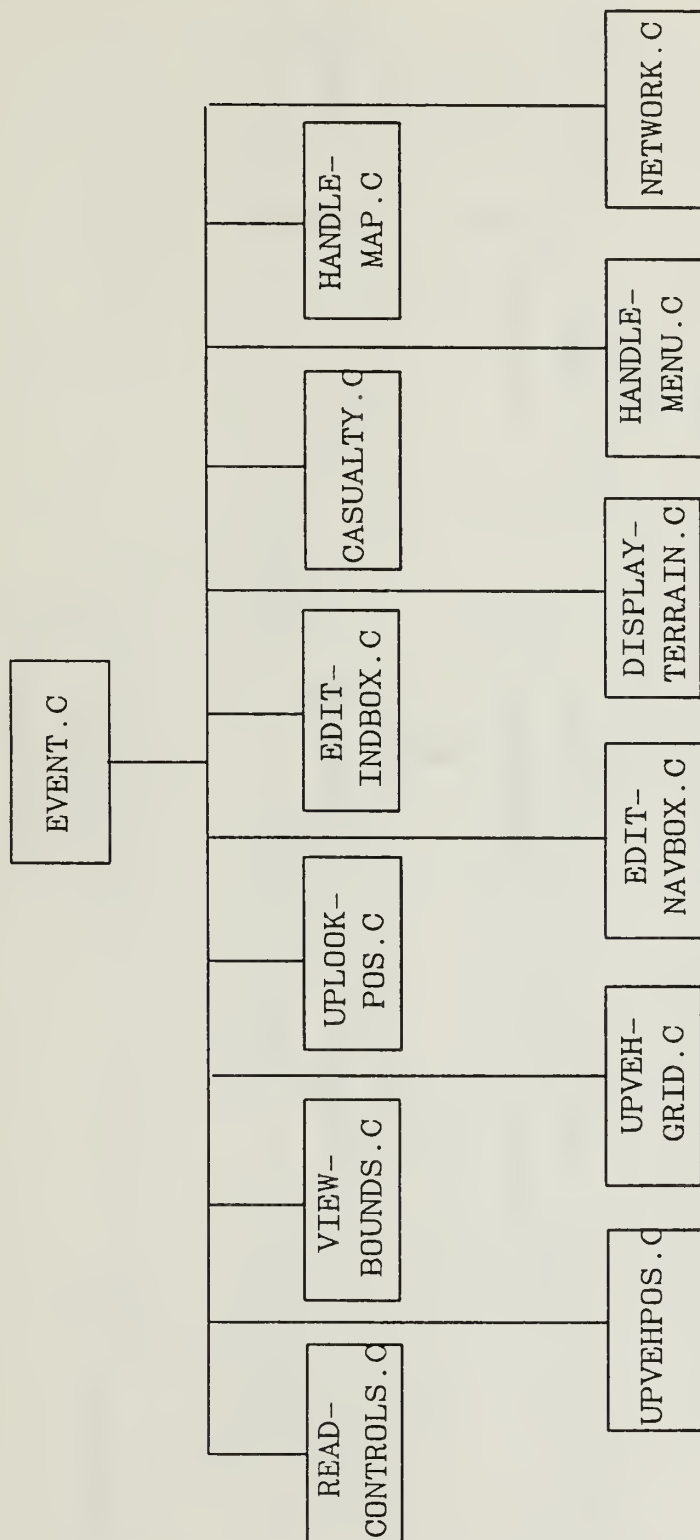 EVENT.C
READ-
CONTROLS.C
VIEW-
BOUNDS.C
UPLOOK-
POS.C
EDIT-
INDBOX.C
CASUALTY.C
HANDLE-
MAP.C
UPVEHPOS.C
UPVEH-
GRID.C
EDIT-
NAVBOX.C
DISPLAY-
TERRAIN.C
HANDLE-
MENU.C
NETWORK.C